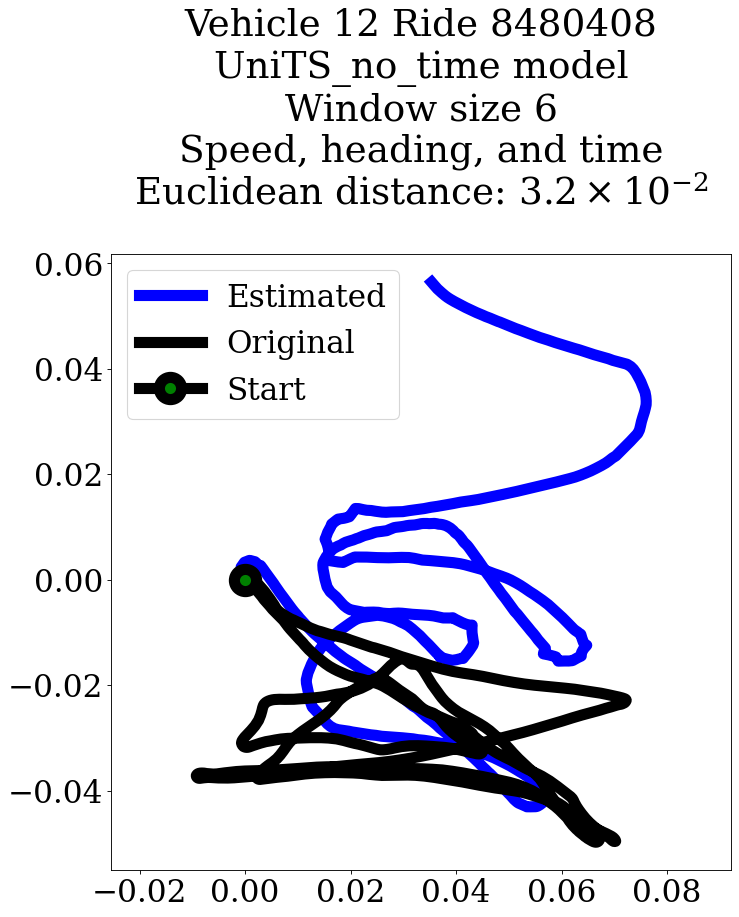 Vehicle 12 Ride 8480408
UniTS_no_time model
Window size 6
Speed, heading, and time
Euclidean distance: 3.2 × 10⁻²
Estimated
Original
Start
0.06
0.04
0.02
0.00
−0.02
−0.04
−0.02 0.00 0.02 0.04 0.06 0.08